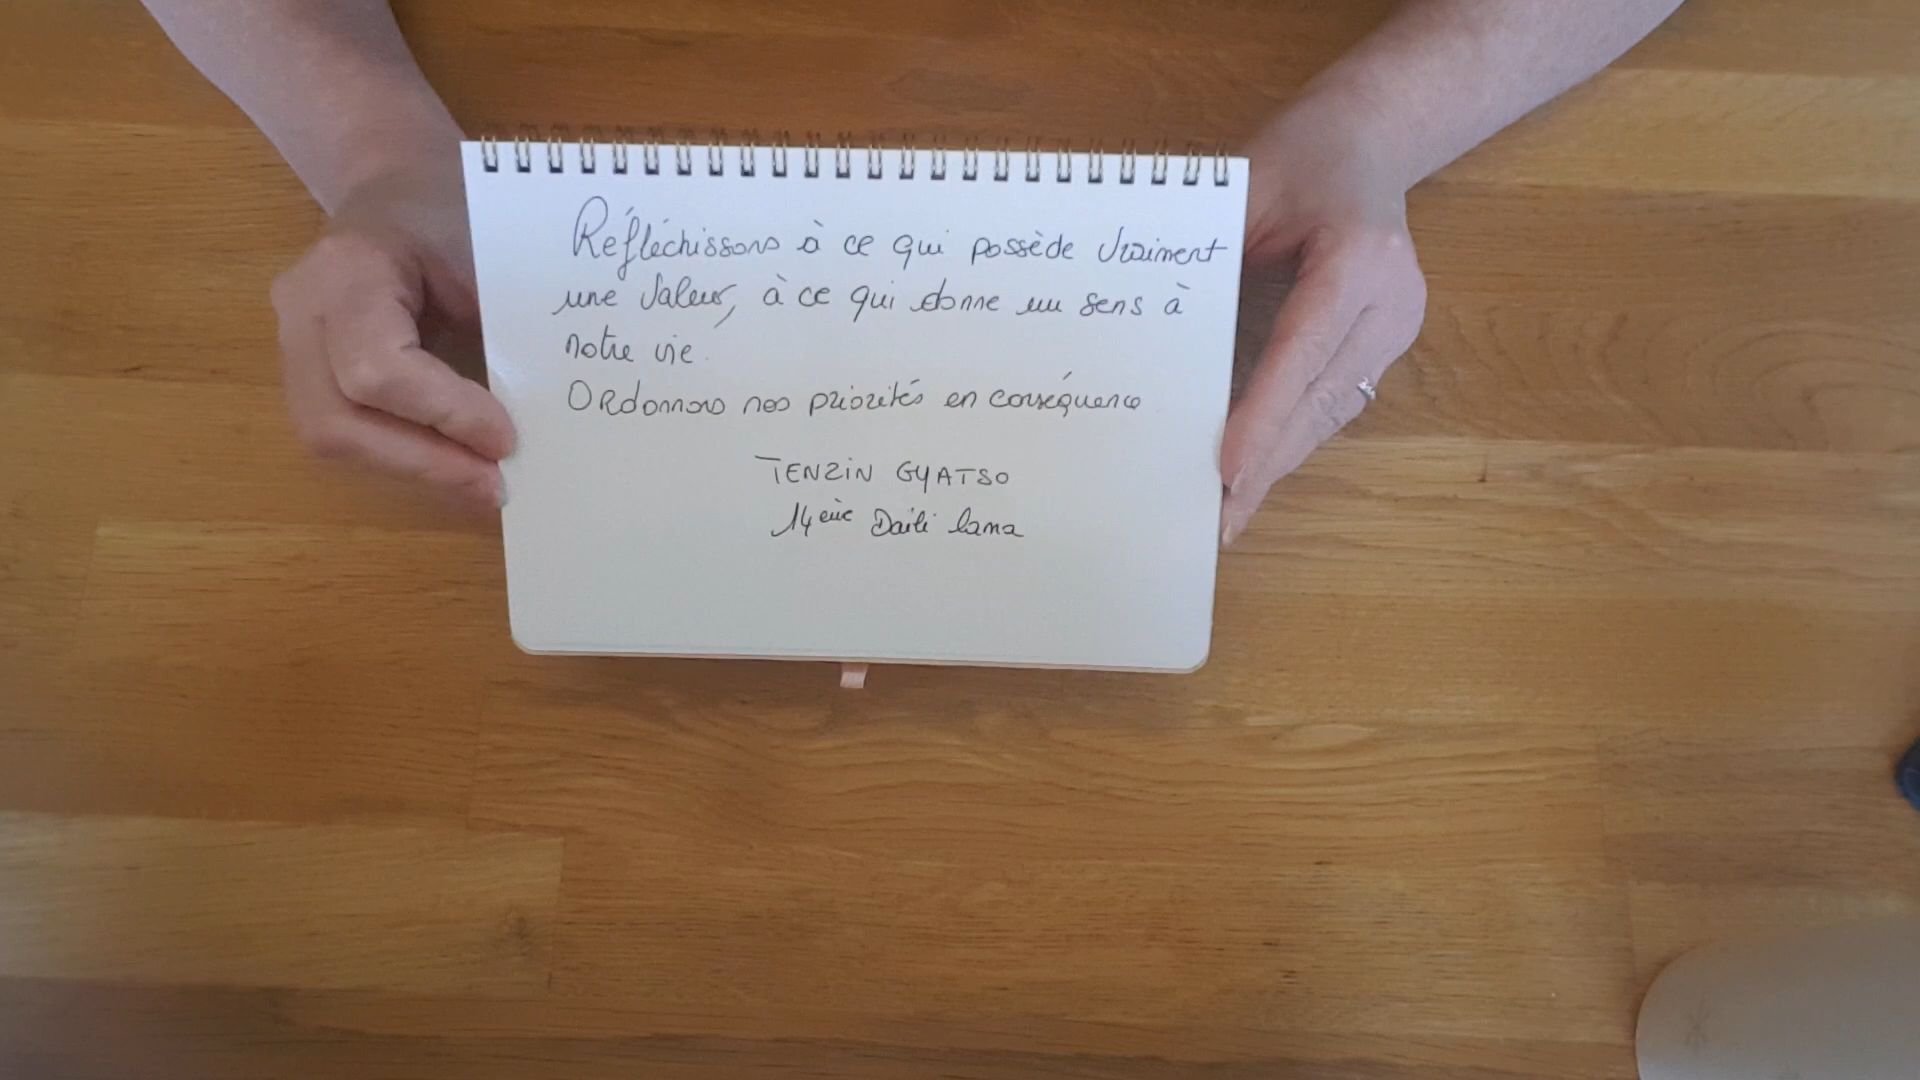 Réfléchissons à ce qui possède vraiment
une valeur, à ce qui donne un sens à
notre vie.
Ordonnons nos priorités en conséquence
TENZIN GYATSO
14ème Dailï lama